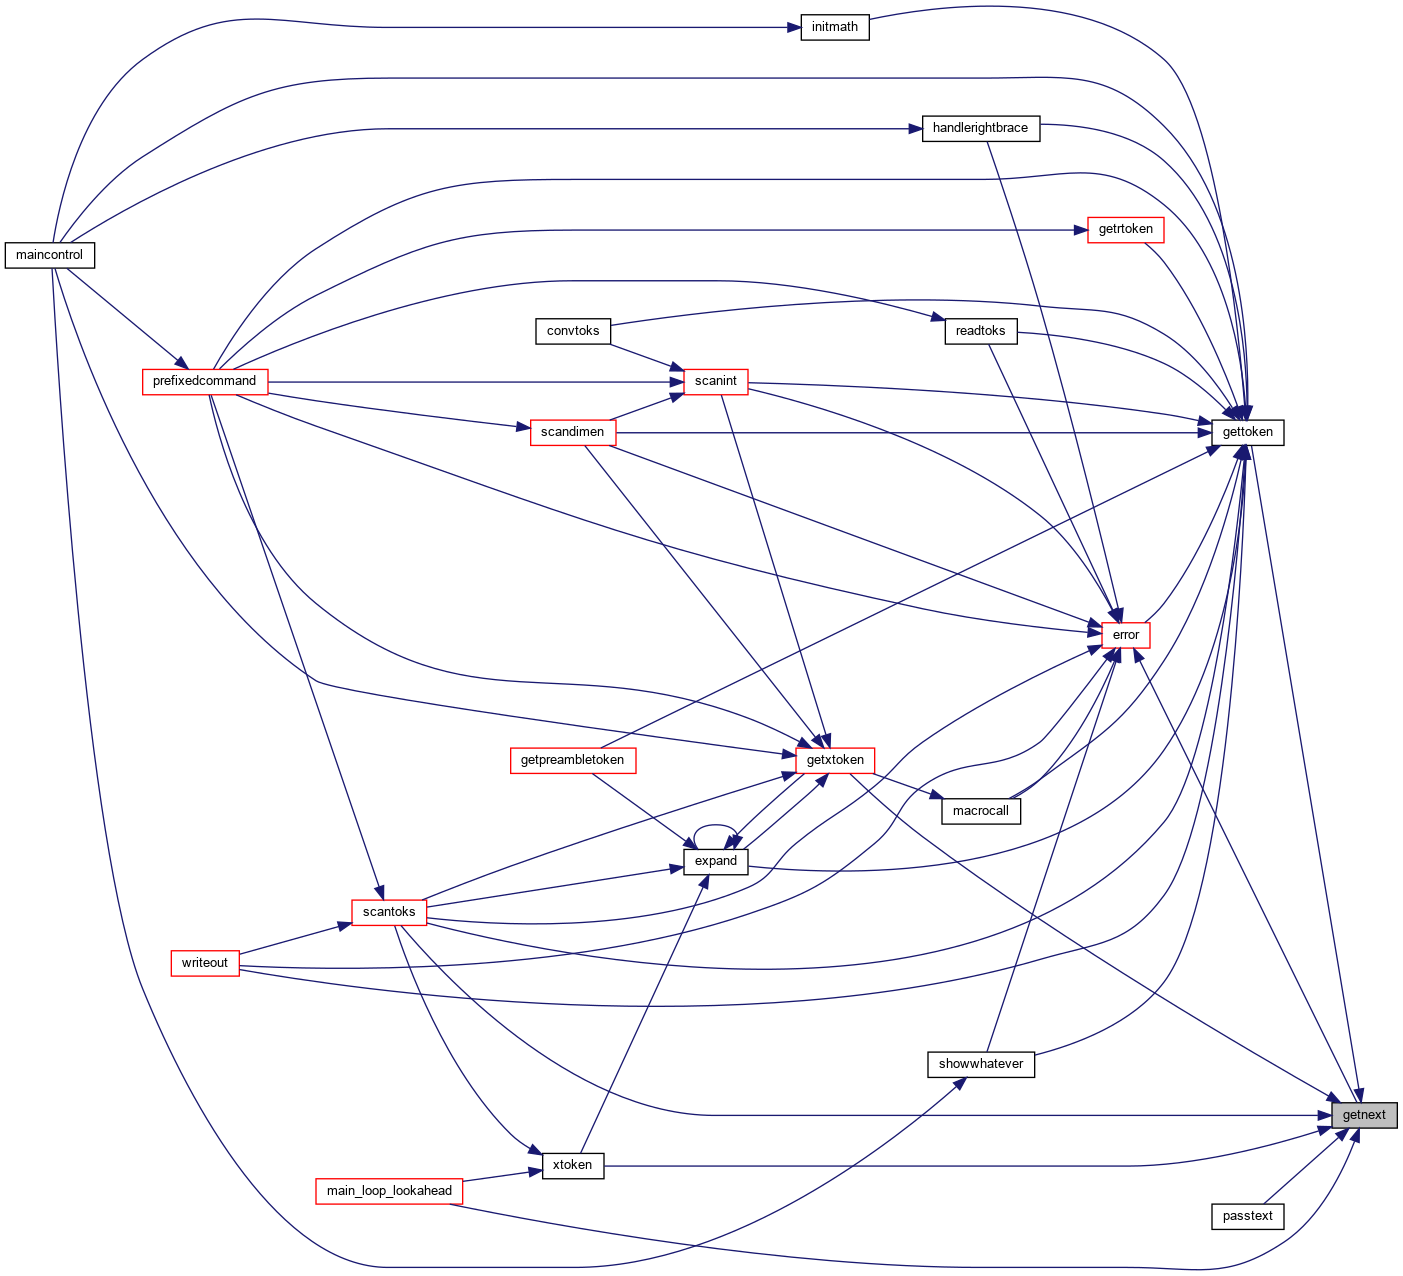 initmath
handlerightbrace
getrtoken
maincontrol
convtoks
readtoks
prefixedcommand
scanint
scandimen
gettoken
error
getpreambletoken
getxtoken
macrocall
expand
scantoks
writeout
showwhatever
getnext
xtoken
main_loop_lookahead
passtext